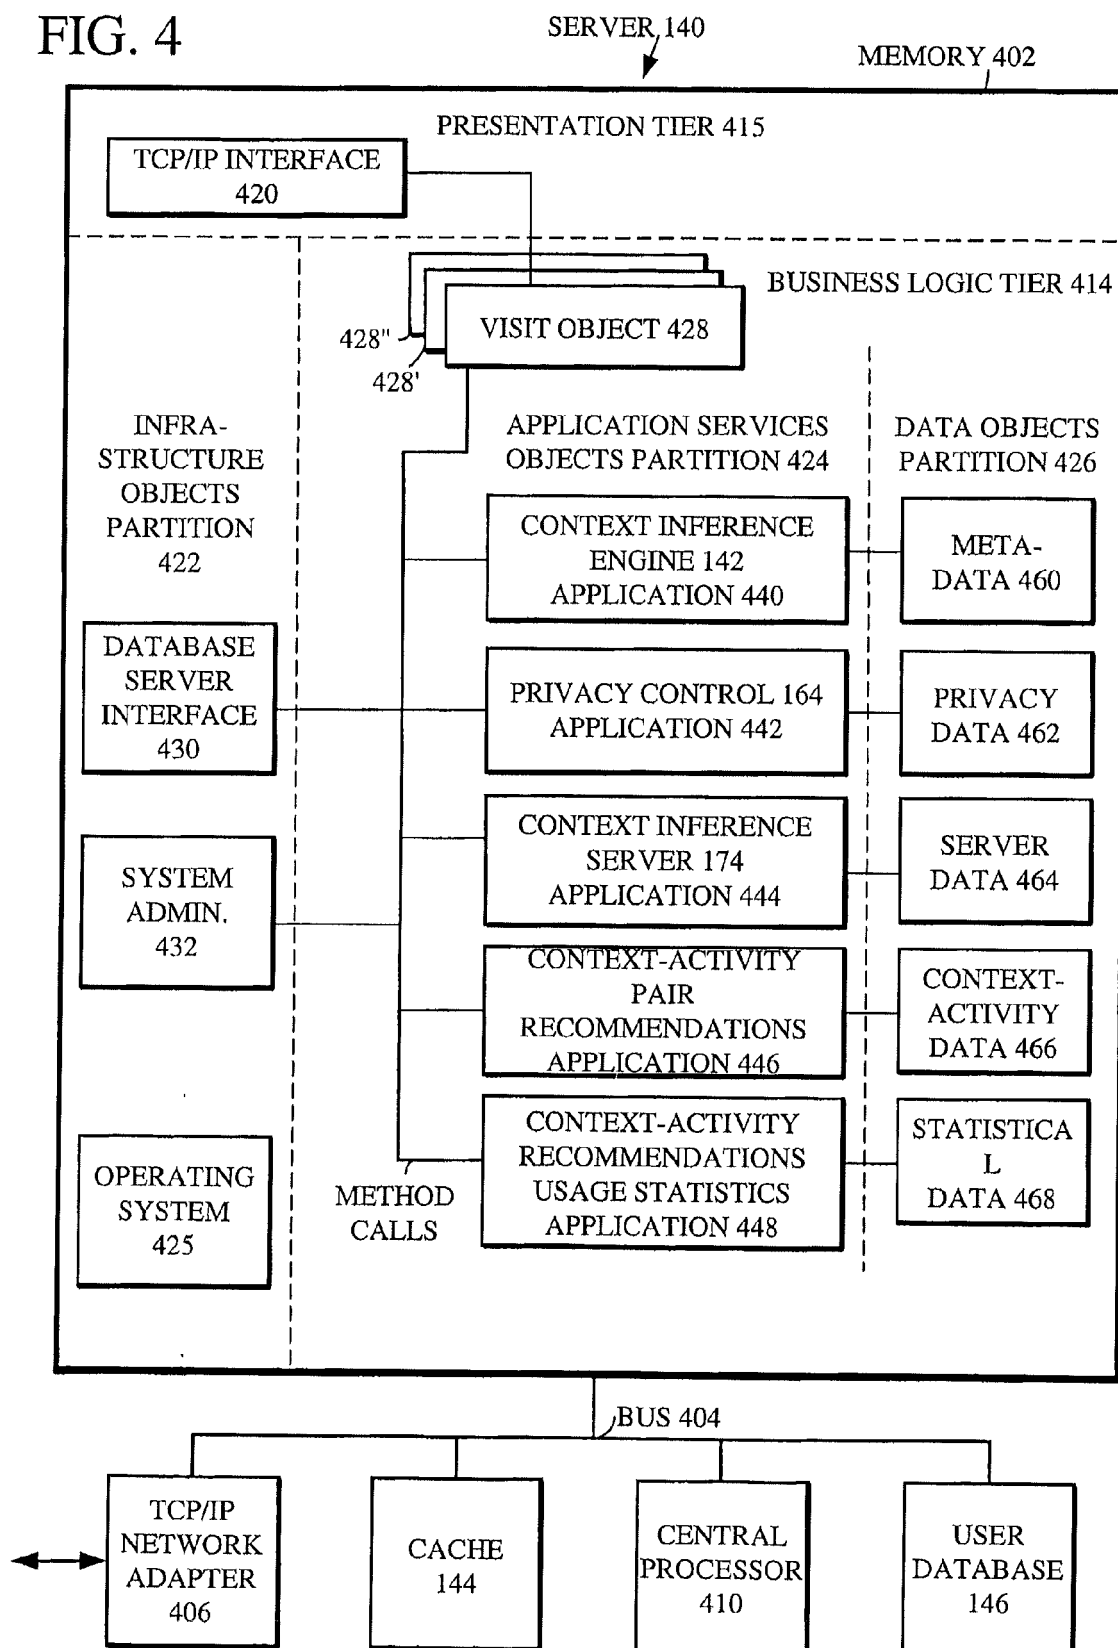 FIG. 4
SERVER 140
MEMORY 402
PRESENTATION TIER 415
TCP/IP INTERFACE
420
BUSINESS LOGIC TIER 414
VISIT OBJECT 428
428"
428'
INFRA-
STRUCTURE
OBJECTS
PARTITION
422
APPLICATION SERVICES
OBJECTS PARTITION 424
DATA OBJECTS
PARTITION 426
CONTEXT INFERENCE
ENGINE 142
APPLICATION 440
META-
DATA 460
DATABASE
SERVER
INTERFACE
430
PRIVACY CONTROL 164
APPLICATION 442
PRIVACY
DATA 462
SYSTEM
ADMIN.
432
CONTEXT INFERENCE
SERVER 174
APPLICATION 444
SERVER
DATA 464
CONTEXT-ACTIVITY
PAIR
RECOMMENDATIONS
APPLICATION 446
CONTEXT-
ACTIVITY
DATA 466
OPERATING
SYSTEM
425
METHOD
CALLS
CONTEXT-ACTIVITY
RECOMMENDATIONS
USAGE STATISTICS
APPLICATION 448
STATISTICA
L
DATA 468
BUS 404
TCP/IP
NETWORK
ADAPTER
406
CACHE
144
CENTRAL
PROCESSOR
410
USER
DATABASE
146